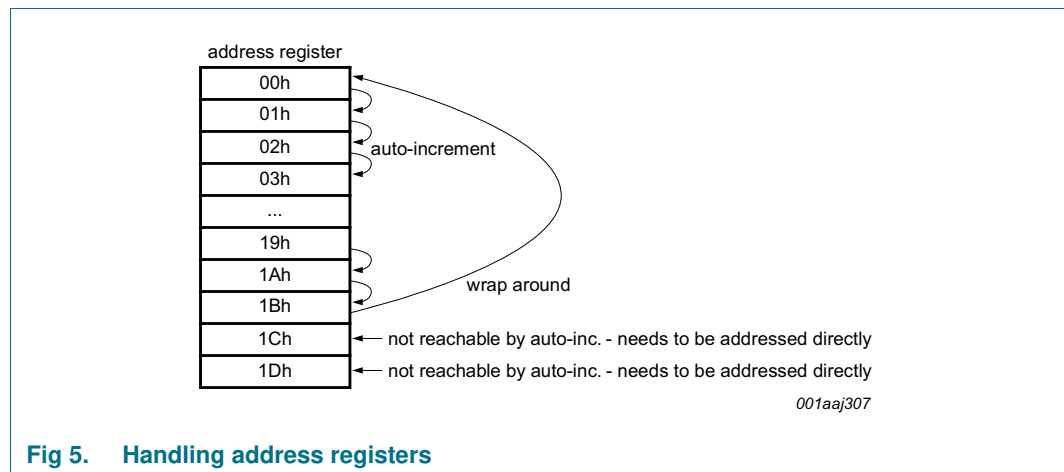 address register
00h
01h
02h
auto-increment
03h
...
19h
1Ah
wrap around
1Bh
1Ch
not reachable by auto-inc. - needs to be addressed directly
1Dh
not reachable by auto-inc. - needs to be addressed directly
001aaj307
Fig 5. Handling address registers